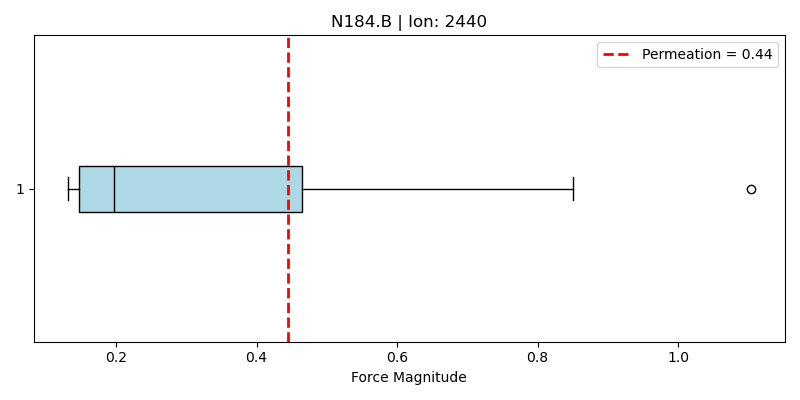 N184.B | Ion: 2440
Permeation = 0.44
1
0.2 0.4 0.6 0.8 1.0
Force Magnitude